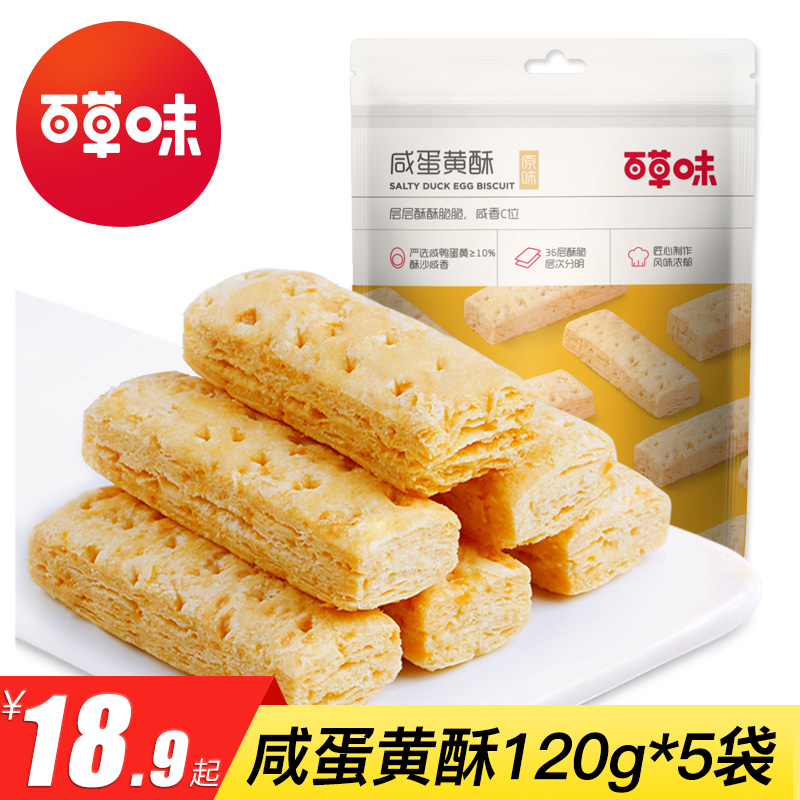 百草味
咸蛋黄酥 原味
SALTY DUCK EGG BISCUIT
百草味
层层酥酥脆脆，咸香C位
严选咸鸭蛋黄≥10%
酥沙咸香
36层酥脆
层次分明
匠心制作
风味浓郁
¥18.9起
咸蛋黄酥120g*5袋